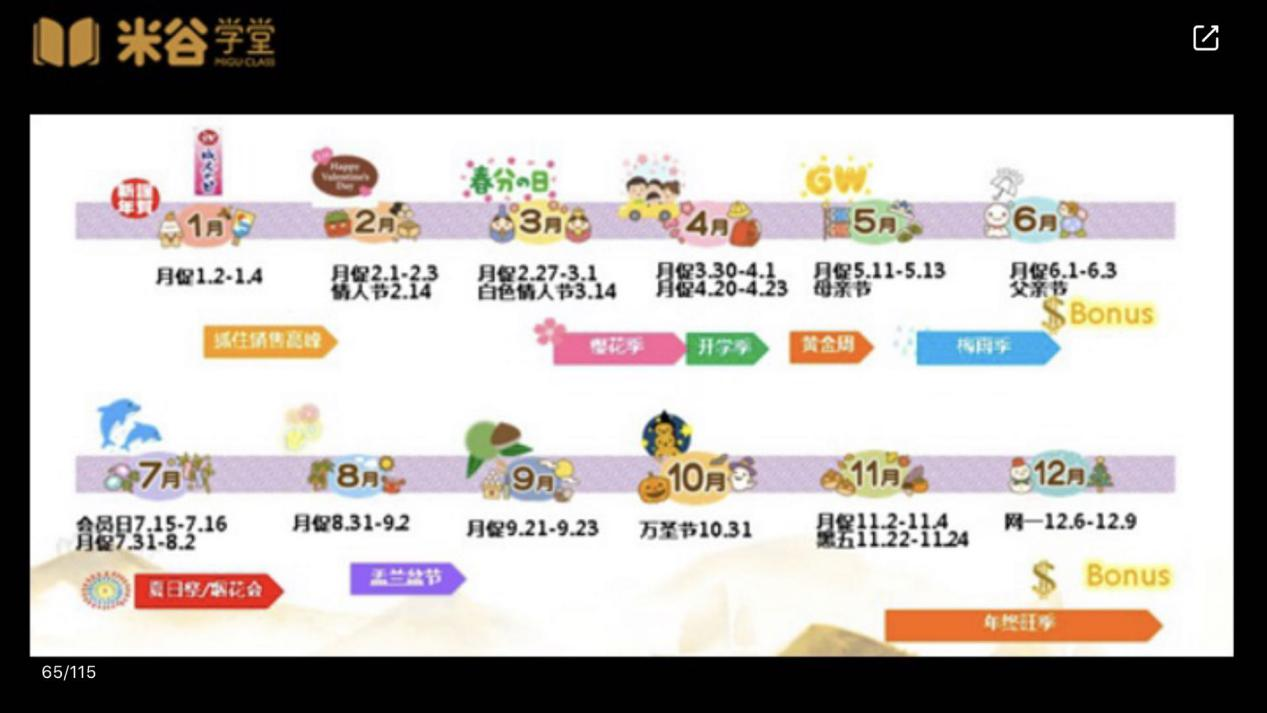 米谷学堂
MIGU CLASS
謹賀新年
成人の日
Happy
Valentine's
Day
春分の日
GW
1月
2月
3月
4月
5月
6月
月促1.2-1.4
月促2.1-2.3
情人节2.14
月促2.27-3.1
白色情人节3.14
月促3.30-4.1
月促4.20-4.23
月促5.11-5.13
母亲节
月促6.1-6.3
父亲节
$Bonus
抓住销售高峰
樱花季
开学季
黄金周
梅雨季
7月
8月
9月
10月
11月
12月
会员日7.15-7.16
月促7.31-8.2
月促8.31-9.2
月促9.21-9.23
万圣节10.31
月促11.2-11.4
黑五11.22-11.24
网一12.6-12.9
夏日祭/烟花会
盂兰盆节
$ Bonus
年终旺季
65/115